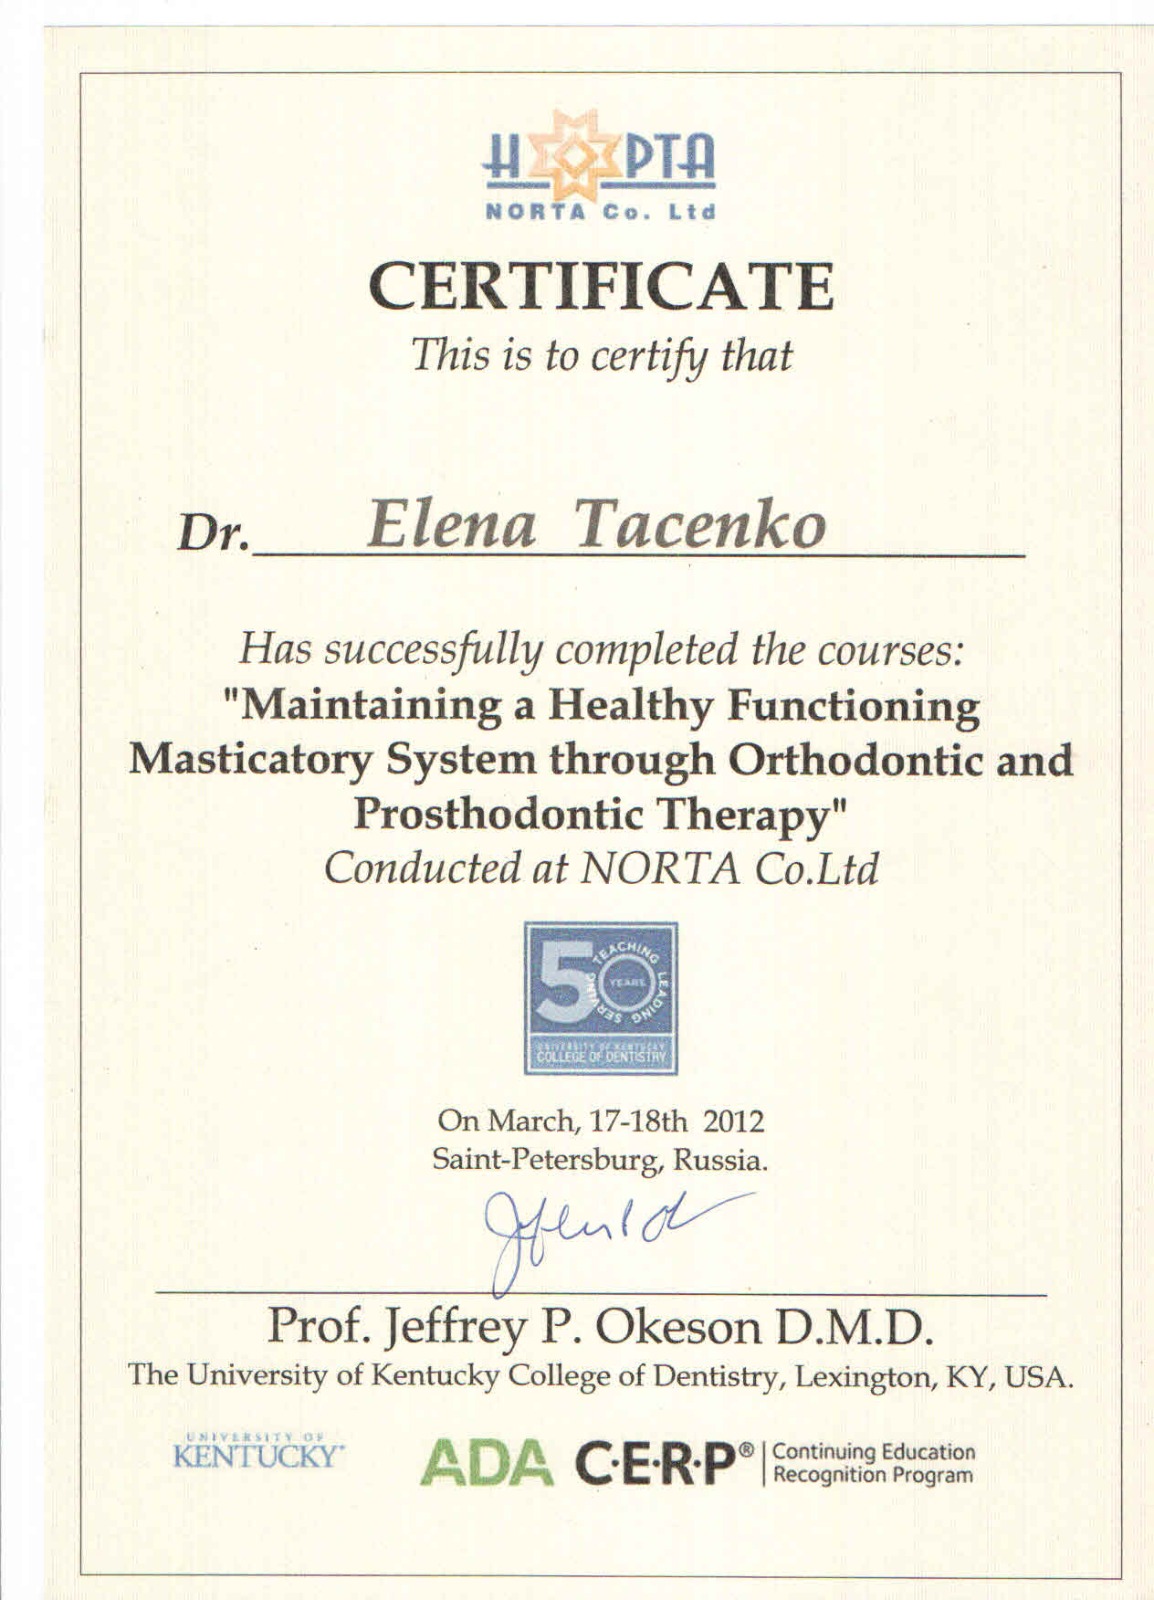 НОРТА
NORTA Co. Ltd
CERTIFICATE
This is to certify that
Dr. Elena Tacenko
Has successfully completed the courses:
"Maintaining a Healthy Functioning
Masticatory System through Orthodontic and
Prosthodontic Therapy"
Conducted at NORTA Co.Ltd
50 YEARS
TEACHING LEADING SERVING
UNIVERSITY OF KENTUCKY
COLLEGE OF DENTISTRY
On March, 17-18th 2012
Saint-Petersburg, Russia.
Prof. Jeffrey P. Okeson D.M.D.
The University of Kentucky College of Dentistry, Lexington, KY, USA.
UNIVERSITY OF
KENTUCKY
ADA C·E·R·P® | Continuing Education
Recognition Program